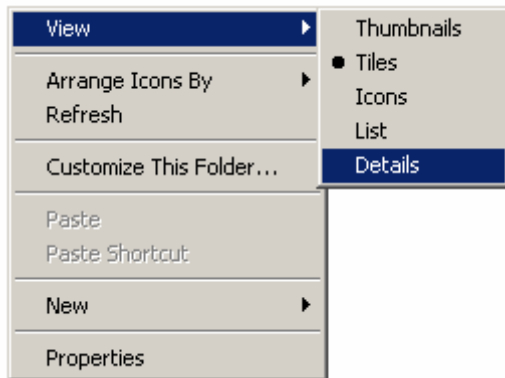 View
Arrange Icons By
Refresh
Customize This Folder...
Paste
Paste Shortcut
New
Properties
Thumbnails
Tiles
Icons
List
Details